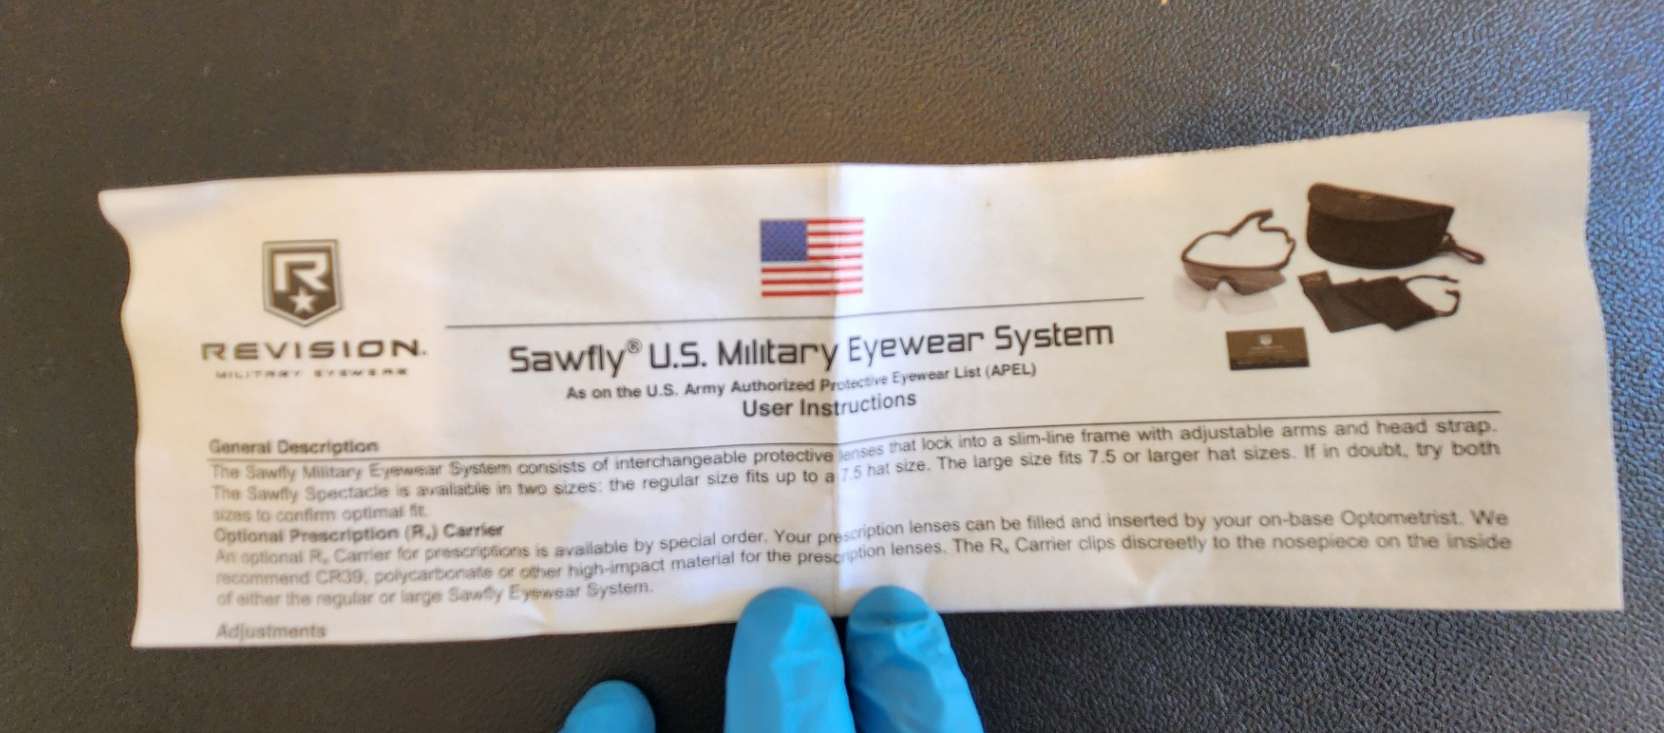 R
REVISION.
MILITARY EYEWEAR
Sawfly® U.S. Military Eyewear System
As on the U.S. Army Authorized Protective Eyewear List (APEL)
User Instructions
General Description
The Sawfly Military Eyewear System consists of interchangeable protective lenses that lock into a slim-line frame with adjustable arms and head strap.
The Sawfly Spectacle is available in two sizes: the regular size fits up to a 7.5 hat size. The large size fits 7.5 or larger hat sizes. If in doubt, try both
sizes to confirm optimal fit.
Optional Prescription (Rx) Carrier
An optional Rx Carrier for prescriptions is available by special order. Your prescription lenses can be filled and inserted by your on-base Optometrist. We
recommend CR39, polycarbonate or other high-impact material for the prescription lenses. The Rx Carrier clips discreetly to the nosepiece on the inside
of either the regular or large Sawfly Eyewear System.
Adjustments